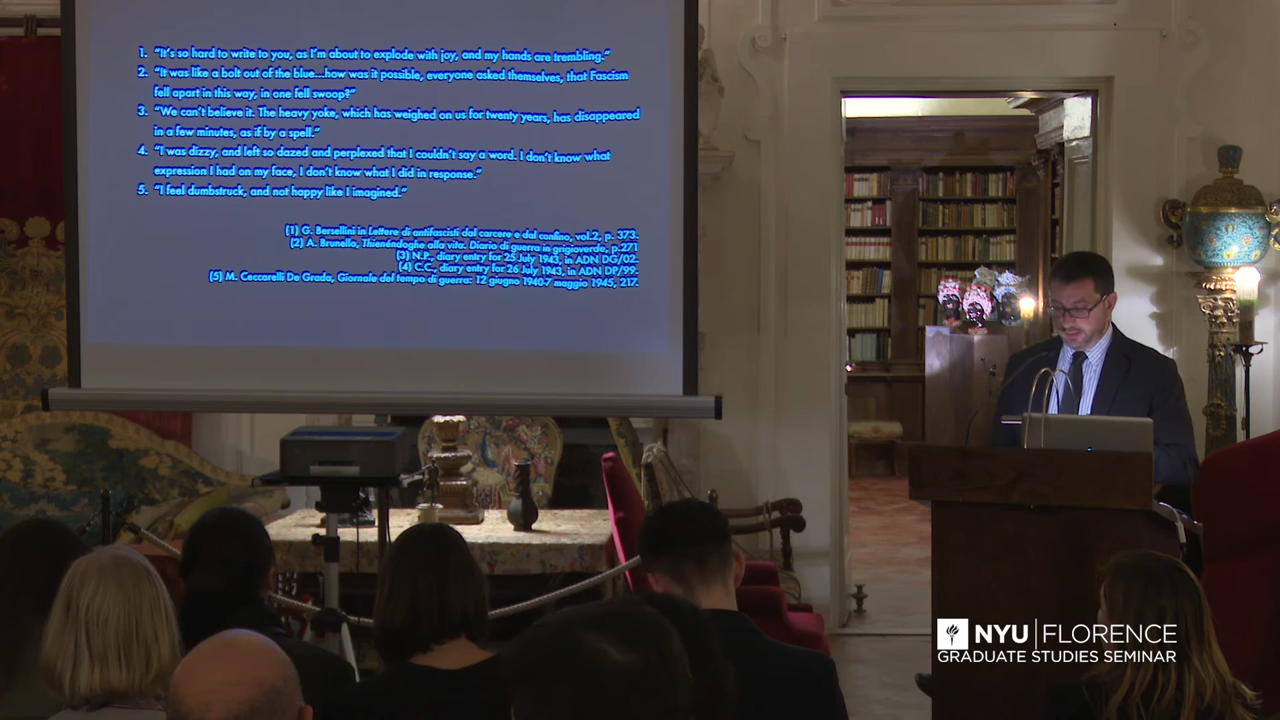 1. "It's so hard to write to you, as I'm about to explode with joy, and my hands are trembling."
2. "It was like a bolt out of the blue...how was it possible, everyone asked themselves, that Fascism
fell apart in this way, in one fell swoop?"
3. "We can't believe it. The heavy yoke, which has weighed on us for twenty years, has disappeared
in a few minutes, as if by a spell."
4. "I was dizzy, and left so dazed and perplexed that I couldn't say a word. I don't know what
expression I had on my face, I don't know what I did in response."
5. "I feel dumbstruck, and not happy like I imagined."
(1) G. Bersellini in Lettere di antifascisti dal carcere e dal confino, vol.2, p. 373.
(2) A. Brunello, Thienéndoghe alla vita. Diario di guerra in grigioverde, p.271
(3) N.P., diary entry for 25 July 1943, in ADN DG/02.
(4) C.C., diary entry for 26 July 1943, in ADN DP/99.
(5) M. Ceccarelli De Grada, Giornale del tempo di guerra: 12 giugno 1940-7 maggio 1945, 217.
NYU | FLORENCE
GRADUATE STUDIES SEMINAR